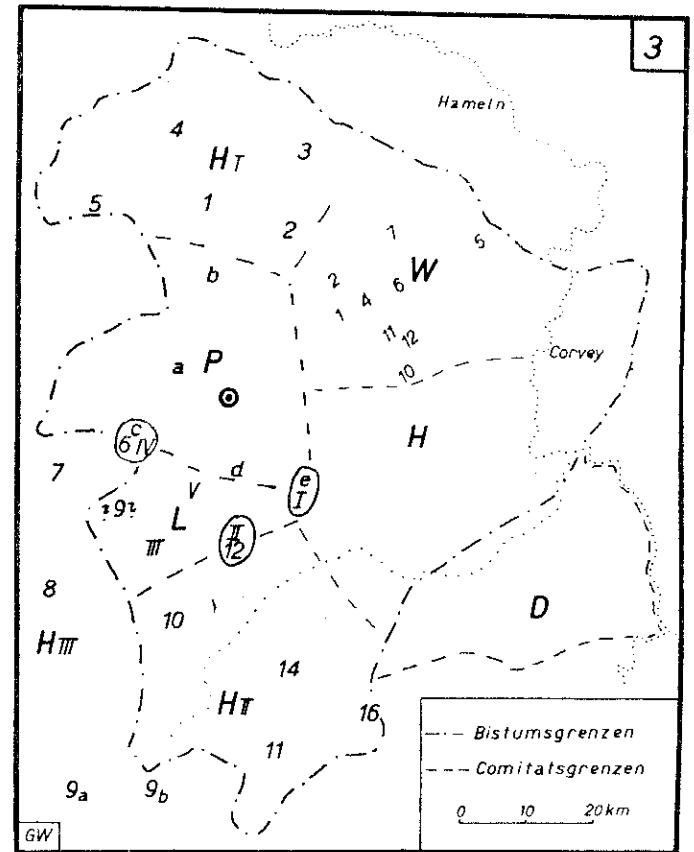 3
Hameln
4
3
HI
5
1
2
7
5
b
2
W
6
4
1
11
12
Corvey
a P
10
H
c
6 IV
7
d
e
I
V
?9?
L
III
II
12
8
10
D
HIII
14
HII
16
11
9a
9b
Bistumsgrenzen
Comitatsgrenzen
0 10 20km
GW